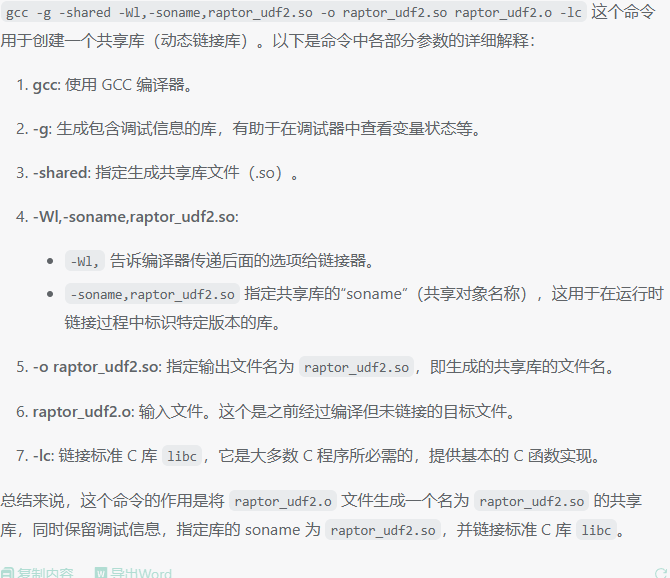 gcc -g -shared -Wl,-soname,raptor_udf2.so -o raptor_udf2.so raptor_udf2.o -lc 这个命令
用于创建一个共享库（动态链接库）。以下是命令中各部分参数的详细解释：
1. gcc: 使用 GCC 编译器。
2. -g: 生成包含调试信息的库，有助于在调试器中查看变量状态等。
3. -shared: 指定生成共享库文件（.so）。
4. -Wl,-soname,raptor_udf2.so:
• -Wl, 告诉编译器传递后面的选项给链接器。
• -soname,raptor_udf2.so 指定共享库的“soname”（共享对象名称），这用于在运行时
链接过程中标识特定版本的库。
5. -o raptor_udf2.so: 指定输出文件名为 raptor_udf2.so，即生成的共享库的文件名。
6. raptor_udf2.o: 输入文件。这个是之前经过编译但未链接的目标文件。
7. -lc: 链接标准 C 库 libc，它是大多数 C 程序所必需的，提供基本的 C 函数实现。
总结来说，这个命令的作用是将 raptor_udf2.o 文件生成一个名为 raptor_udf2.so 的共享
库，同时保留调试信息，指定库的 soname 为 raptor_udf2.so，并链接标准 C 库 libc。
复制内容 W 导出Word